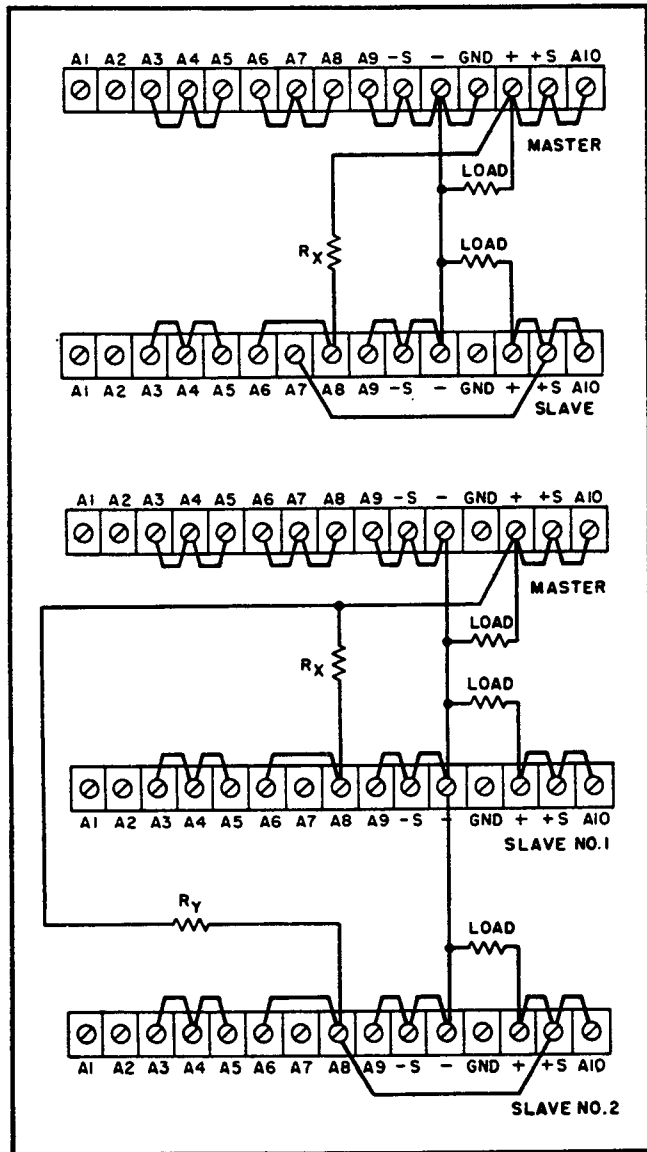 A1 A2 A3 A4 A5 A6 A7 A8 A9 -S - GND + +S A10
MASTER
LOAD
RX
LOAD
A1 A2 A3 A4 A5 A6 A7 A8 A9 -S - GND + +S A10
SLAVE
A1 A2 A3 A4 A5 A6 A7 A8 A9 -S - GND + +S A10
MASTER
LOAD
RX
LOAD
A1 A2 A3 A4 A5 A6 A7 A8 A9 -S - GND + +S A10
SLAVE NO.1
RY
LOAD
A1 A2 A3 A4 A5 A6 A7 A8 A9 -S - GND + +S A10
SLAVE NO.2